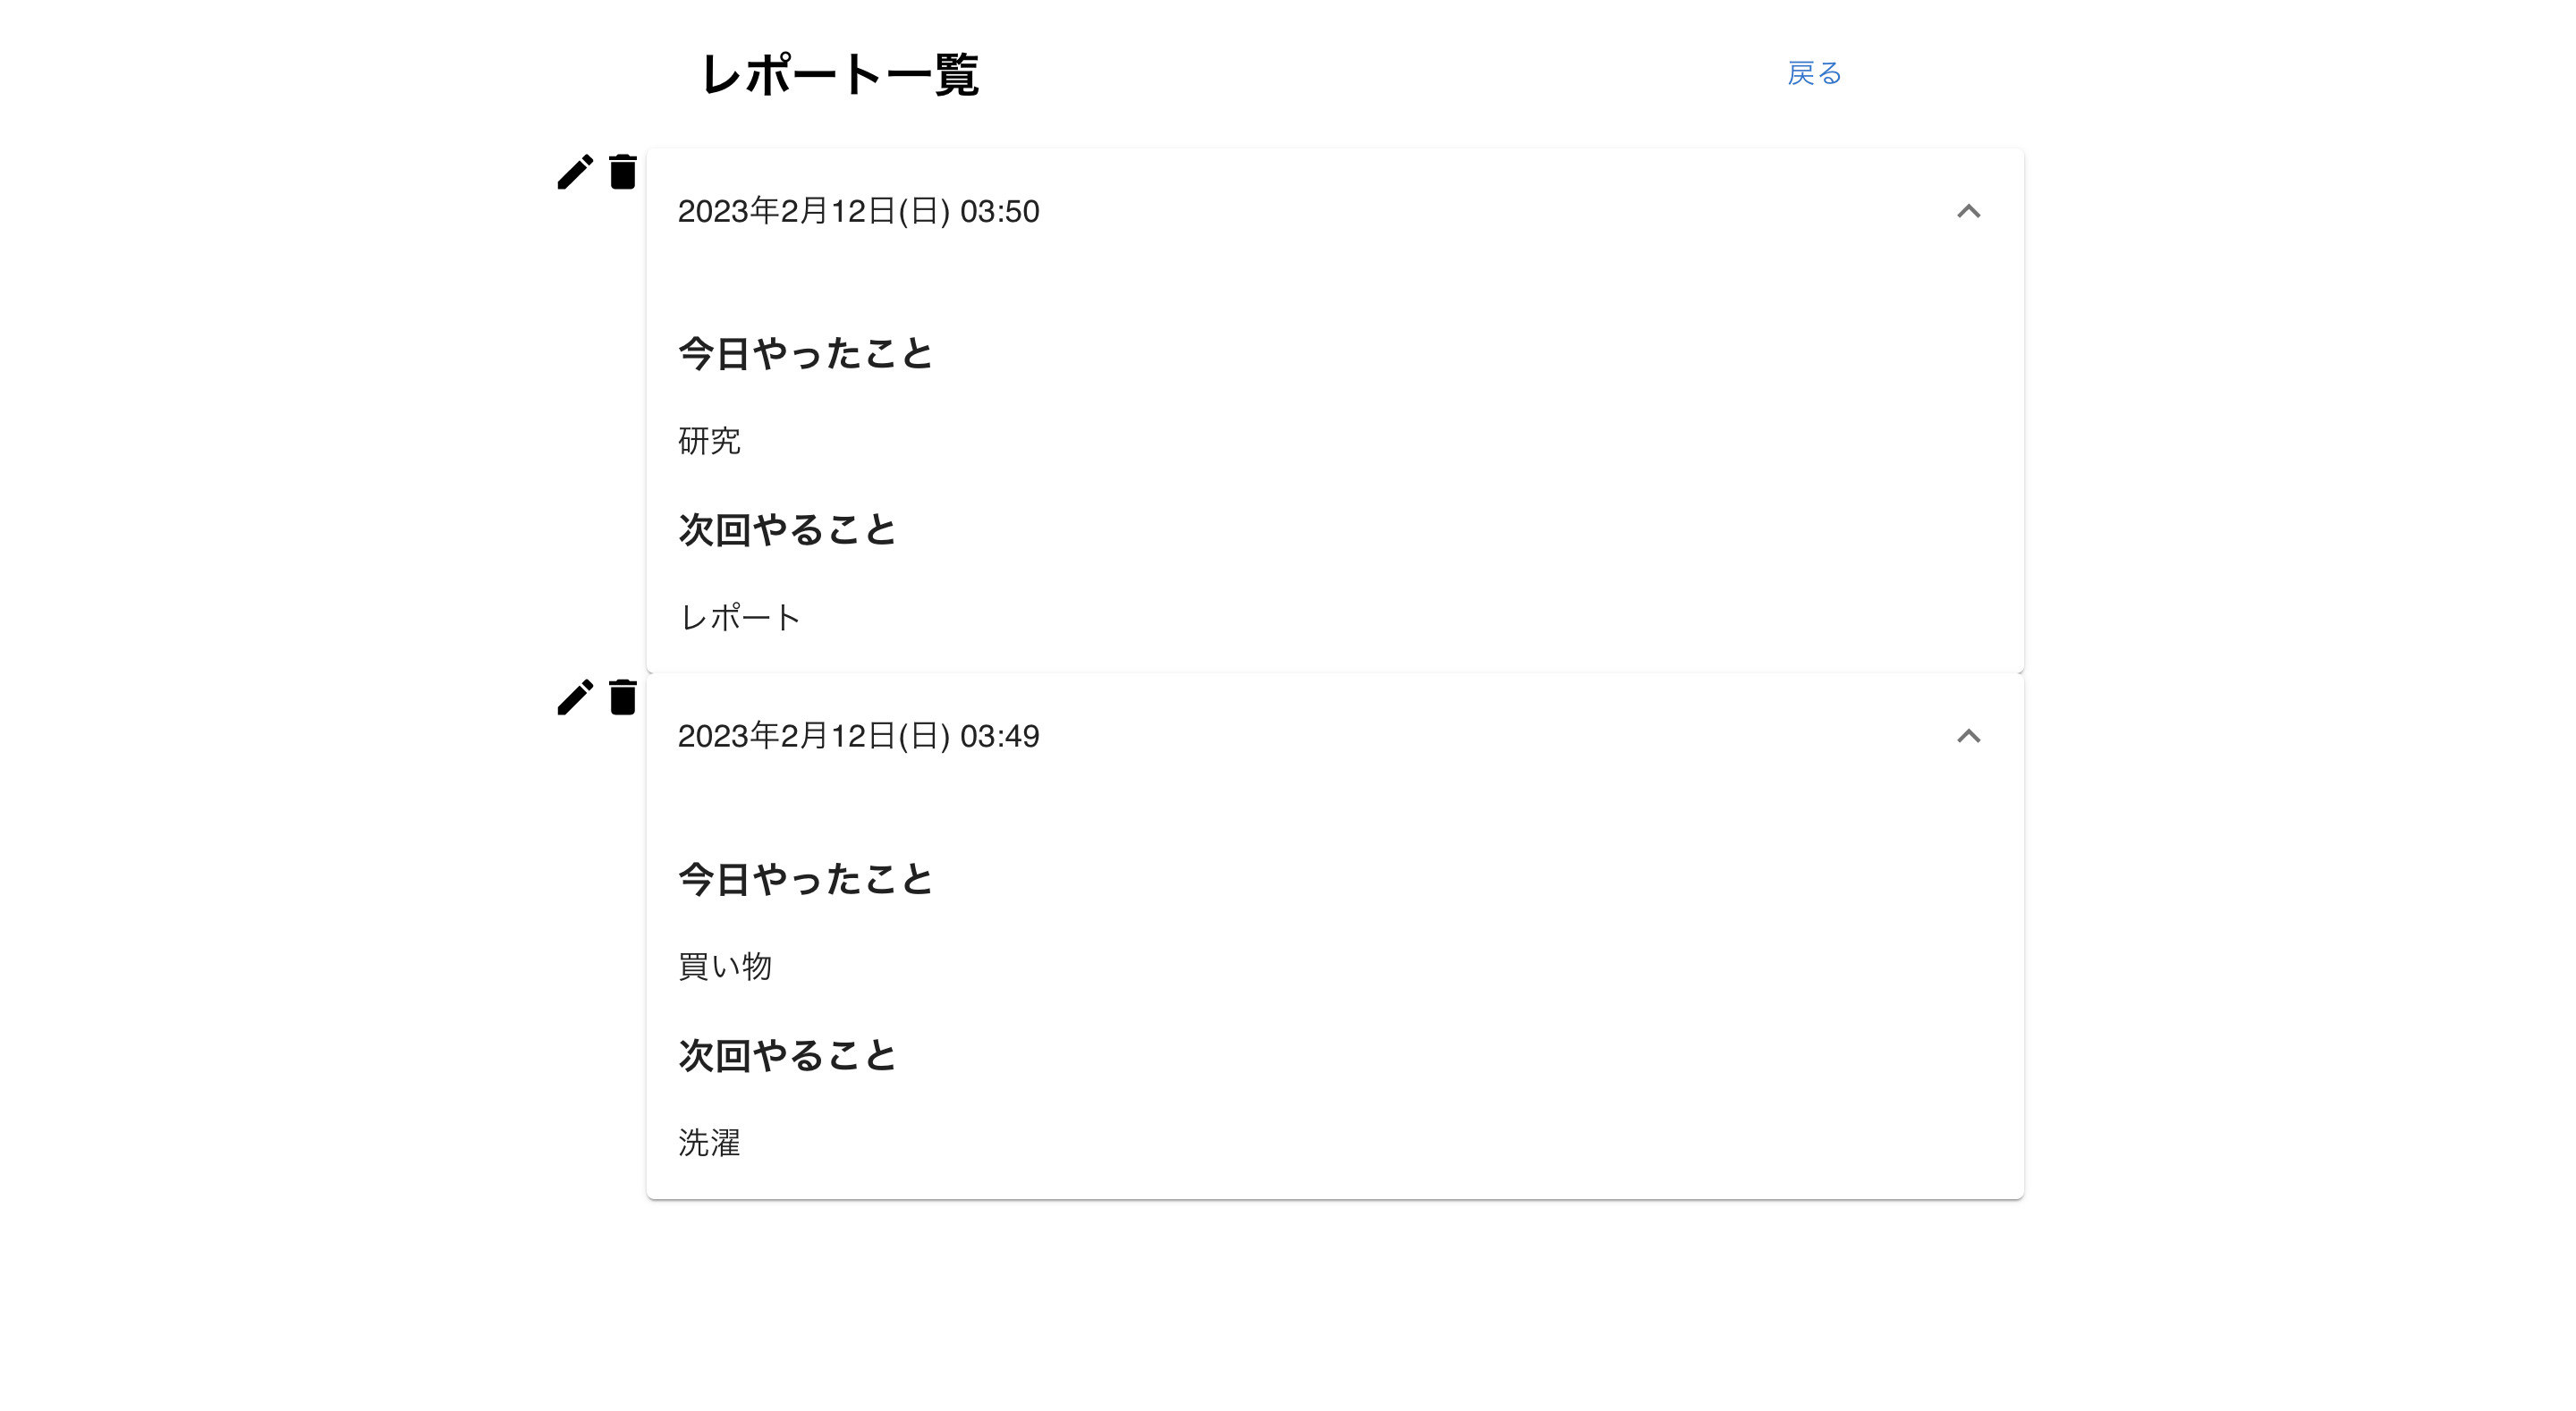 レポート一覧
戻る
2023年2月12日(日) 03:50
今日やったこと
研究
次回やること
レポート
2023年2月12日(日) 03:49
今日やったこと
買い物
次回やること
洗濯